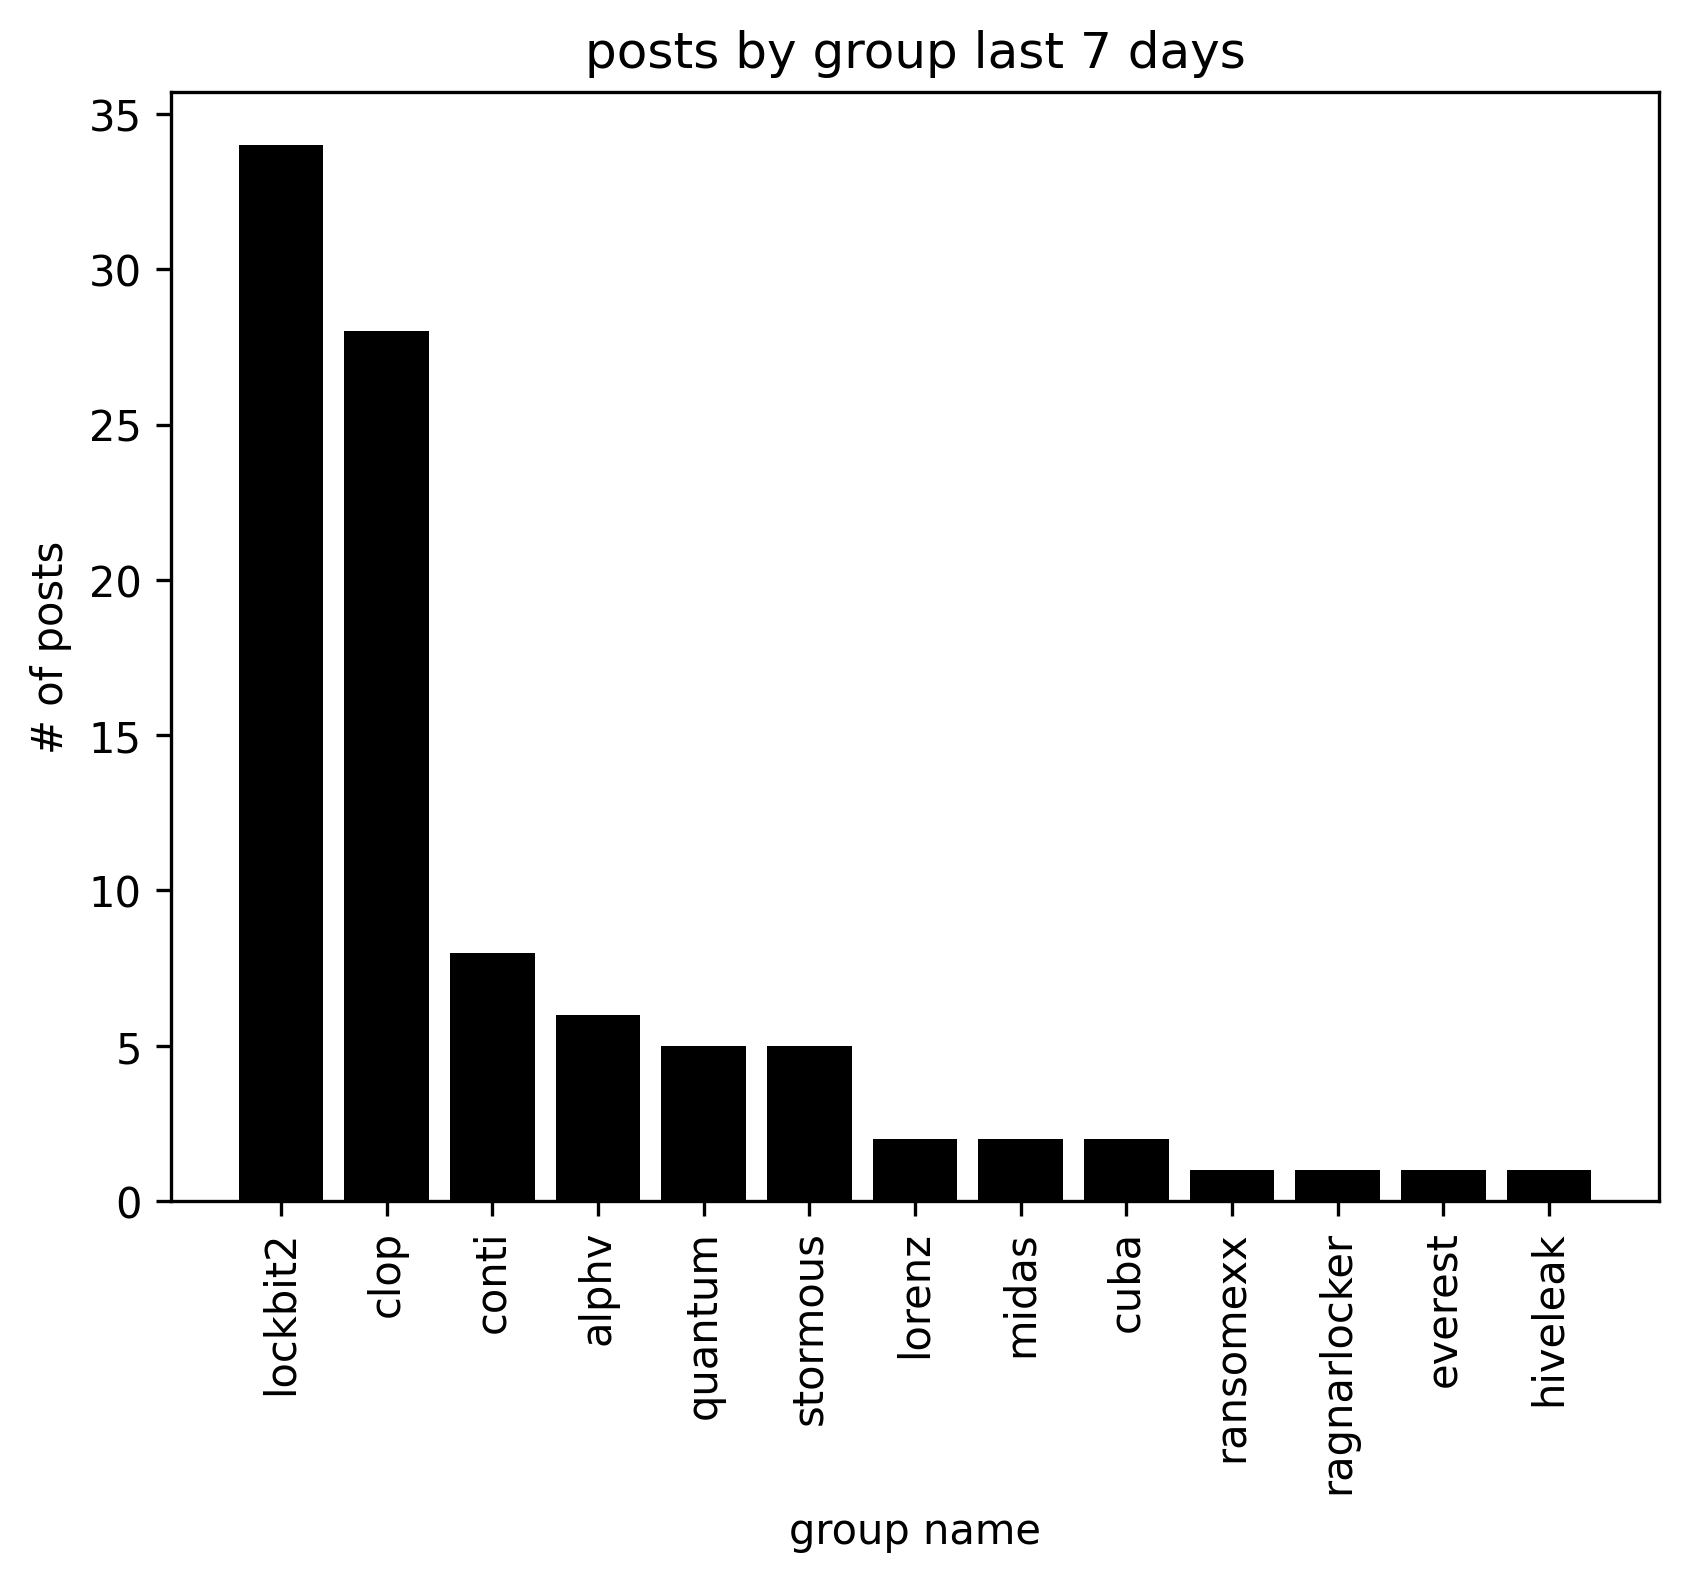 posts by group last 7 days
35
30
25
20
15
10
5
0
# of posts
lockbit2
clop
conti
alphv
quantum
stormous
lorenz
midas
cuba
ransomexx
ragnarlocker
everest
hiveleak
group name